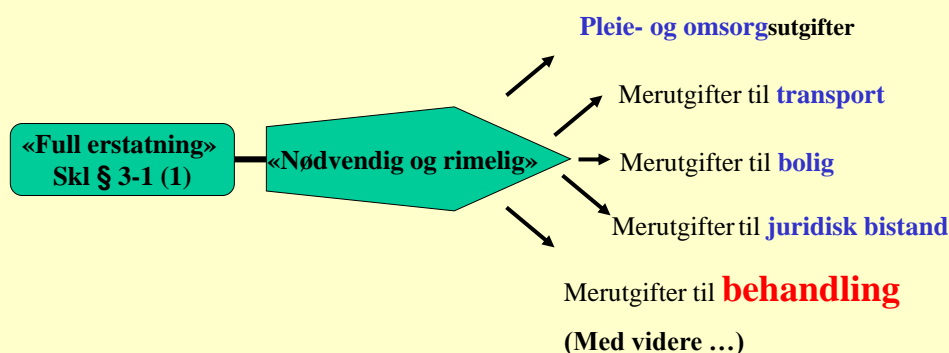 «Full erstatning»
Skl § 3-1 (1)
«Nødvendig og rimelig»
Pleie- og omsorgsutgifter
Merutgifter til transport
Merutgifter til bolig
Merutgifter til juridisk bistand
Merutgifter til behandling
(Med videre …)